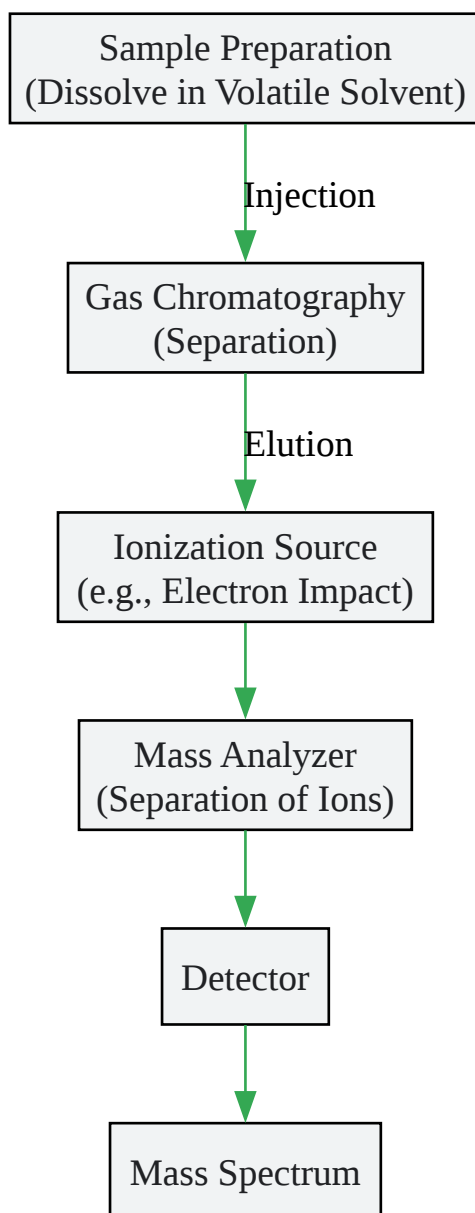 Sample Preparation
(Dissolve in Volatile Solvent)
Injection
Gas Chromatography
(Separation)
Elution
Ionization Source
(e.g., Electron Impact)
Mass Analyzer
(Separation of Ions)
Detector
Mass Spectrum